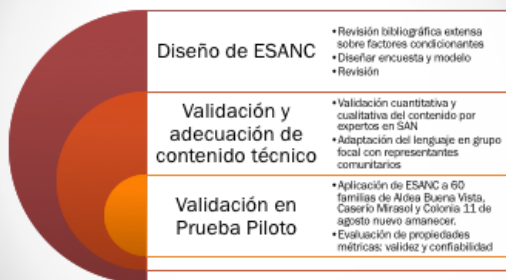 Diseño de ESANC
•Revisión bibliográfica extensa
sobre factores condicionantes
•Diseñar encuesta y modelo
•Revisión
Validación y
adecuación de
contenido técnico
•Validación cuantitativa y
cualitativa del contenido por
expertos en SAN
•Adaptación del lenguaje en grupo
focal con representantes
comunitarios
Validación en
Prueba Piloto
•Aplicación de ESANC a 60
familias de Aldea Buena Vista,
Caserío Mirasol y Colonia 11 de
agosto nuevo amanecer.
•Evaluación de propiedades
métricas: validez y confiabilidad